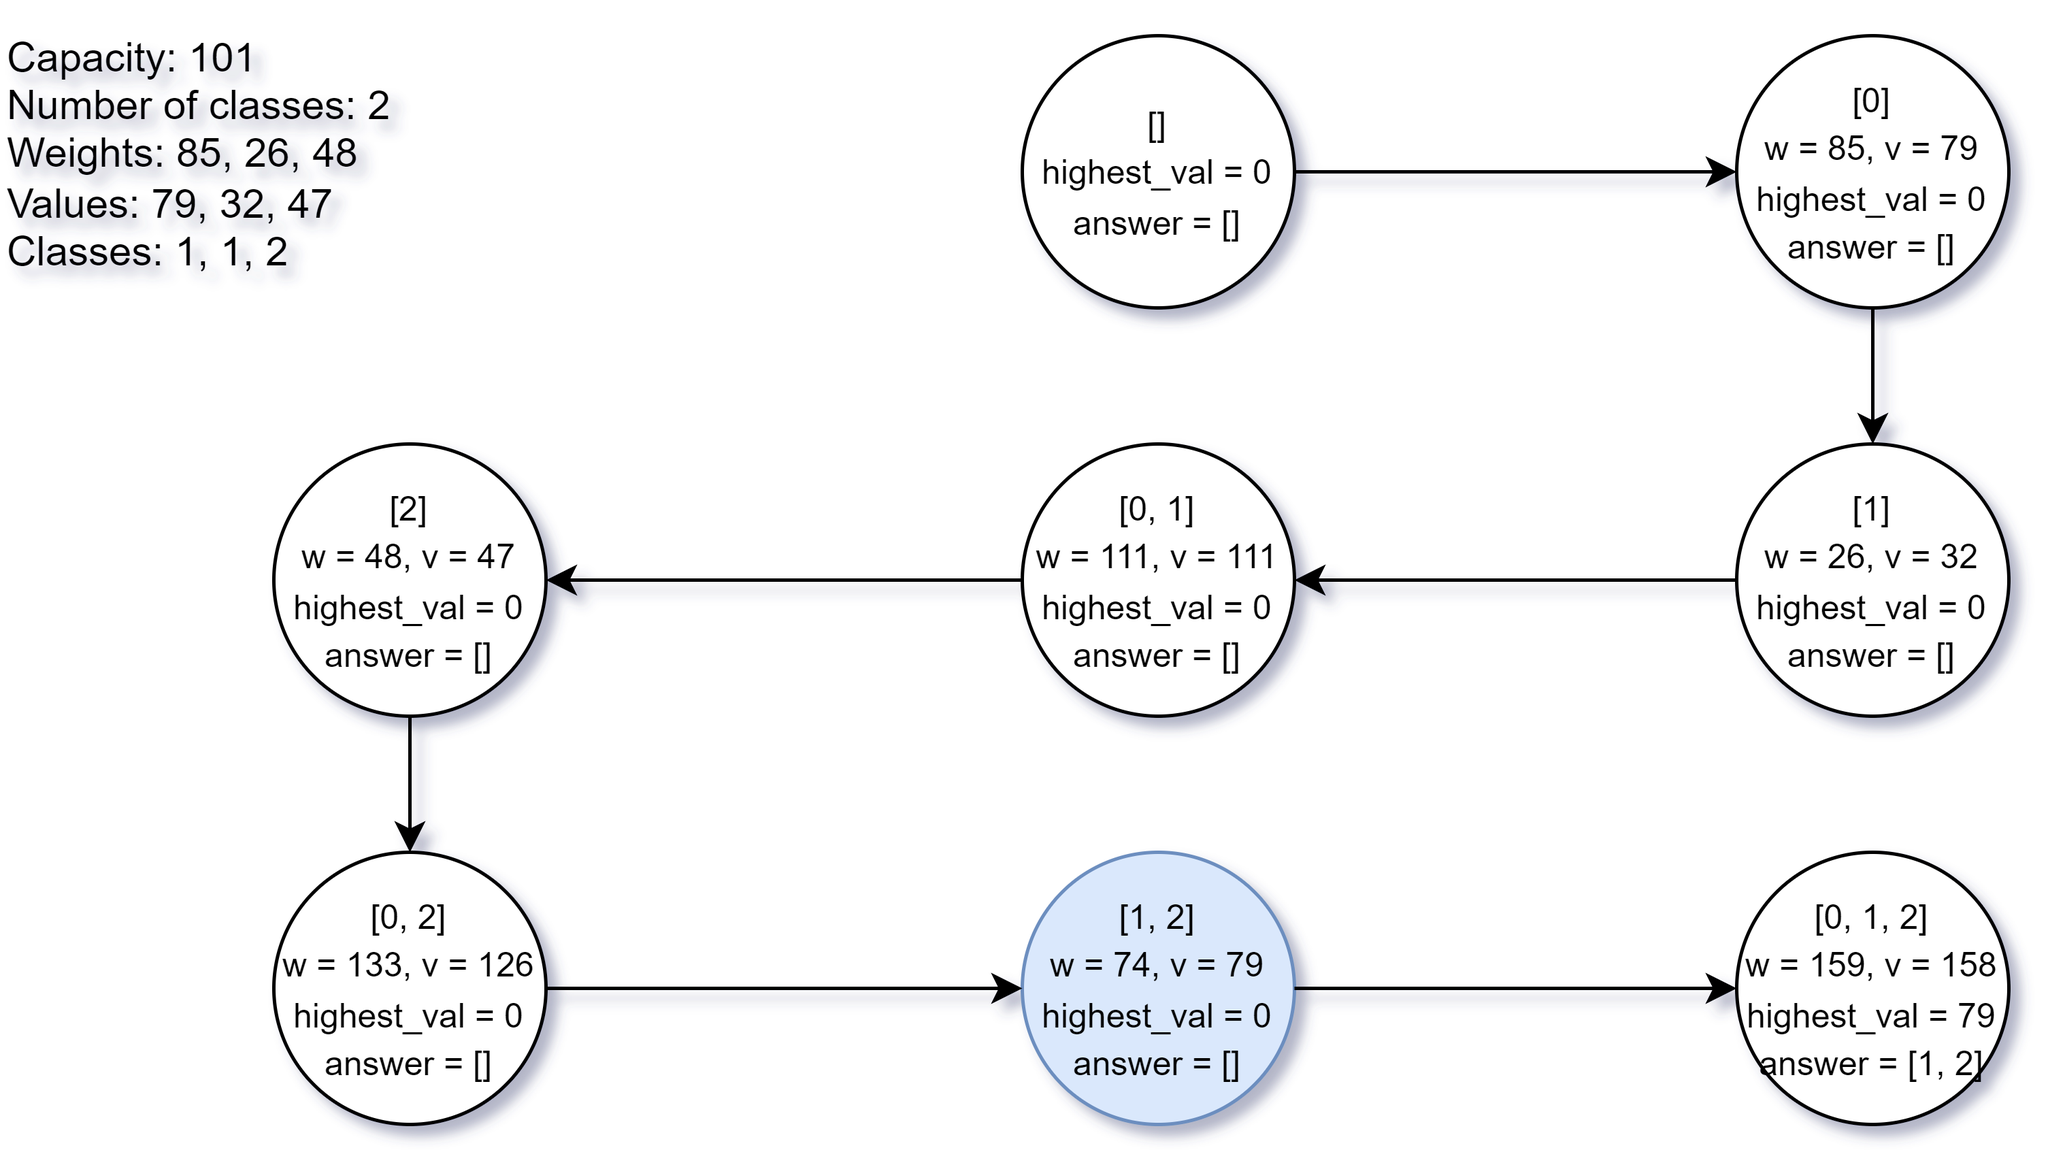 Capacity: 101
Number of classes: 2
Weights: 85, 26, 48
Values: 79, 32, 47
Classes: 1, 1, 2
[]
highest_val = 0
answer = []
[0]
w = 85, v = 79
highest_val = 0
answer = []
[2]
w = 48, v = 47
highest_val = 0
answer = []
[0, 1]
w = 111, v = 111
highest_val = 0
answer = []
[1]
w = 26, v = 32
highest_val = 0
answer = []
[0, 2]
w = 133, v = 126
highest_val = 0
answer = []
[1, 2]
w = 74, v = 79
highest_val = 0
answer = []
[0, 1, 2]
w = 159, v = 158
highest_val = 79
answer = [1, 2]